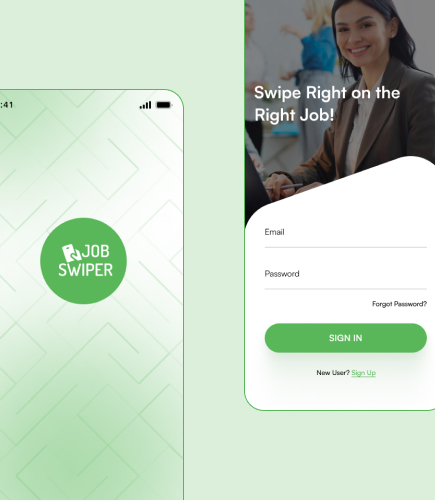 :41
JOB
SWIPER
Swipe Right on the
Right Job!
Email
Password
Forgot Password?
SIGN IN
New User? Sign Up